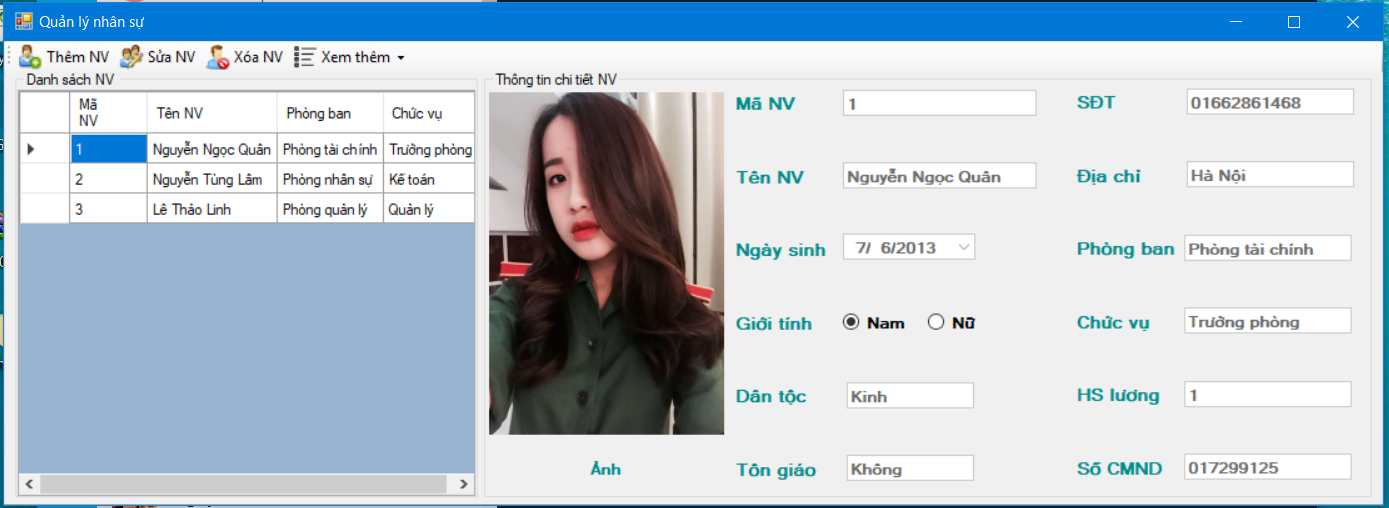 Quản lý nhân sự
Thêm NV Sửa NV Xóa NV Xem thêm
Danh sách NV
Mã NV Tên NV Phòng ban Chức vụ
1 Nguyễn Ngọc Quân Phòng tài chính Trưởng phòng
2 Nguyễn Tùng Lâm Phòng nhân sự Kế toán
3 Lê Thảo Linh Phòng quản lý Quản lý
Thông tin chi tiết NV
Ảnh
Mã NV 1 SĐT 01662861468
Tên NV Nguyễn Ngọc Quân Địa chỉ Hà Nội
Ngày sinh 7/ 6/2013 Phòng ban Phòng tài chính
Giới tính Nam Nữ Chức vụ Trưởng phòng
Dân tộc Kinh HS lương 1
Tôn giáo Không Số CMND 017299125